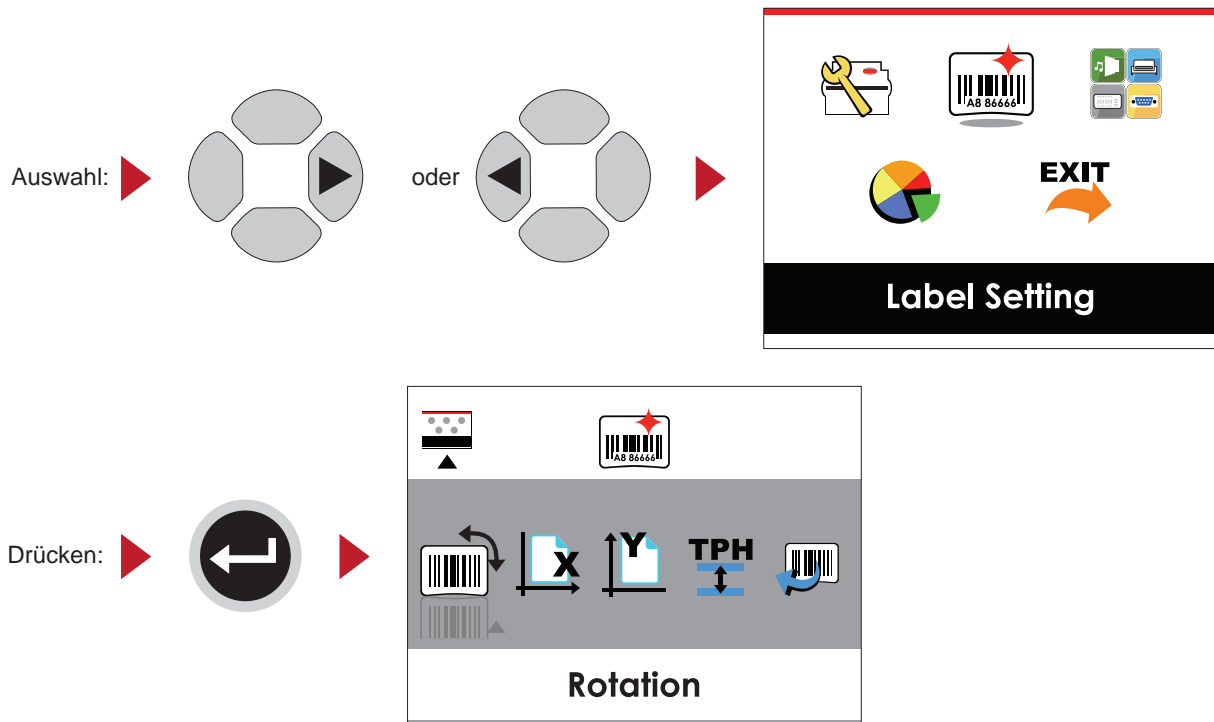 A8 86666
Auswahl:
oder
EXIT
Label Setting
A8 86666
Drücken:
X
Y
TPH
Rotation